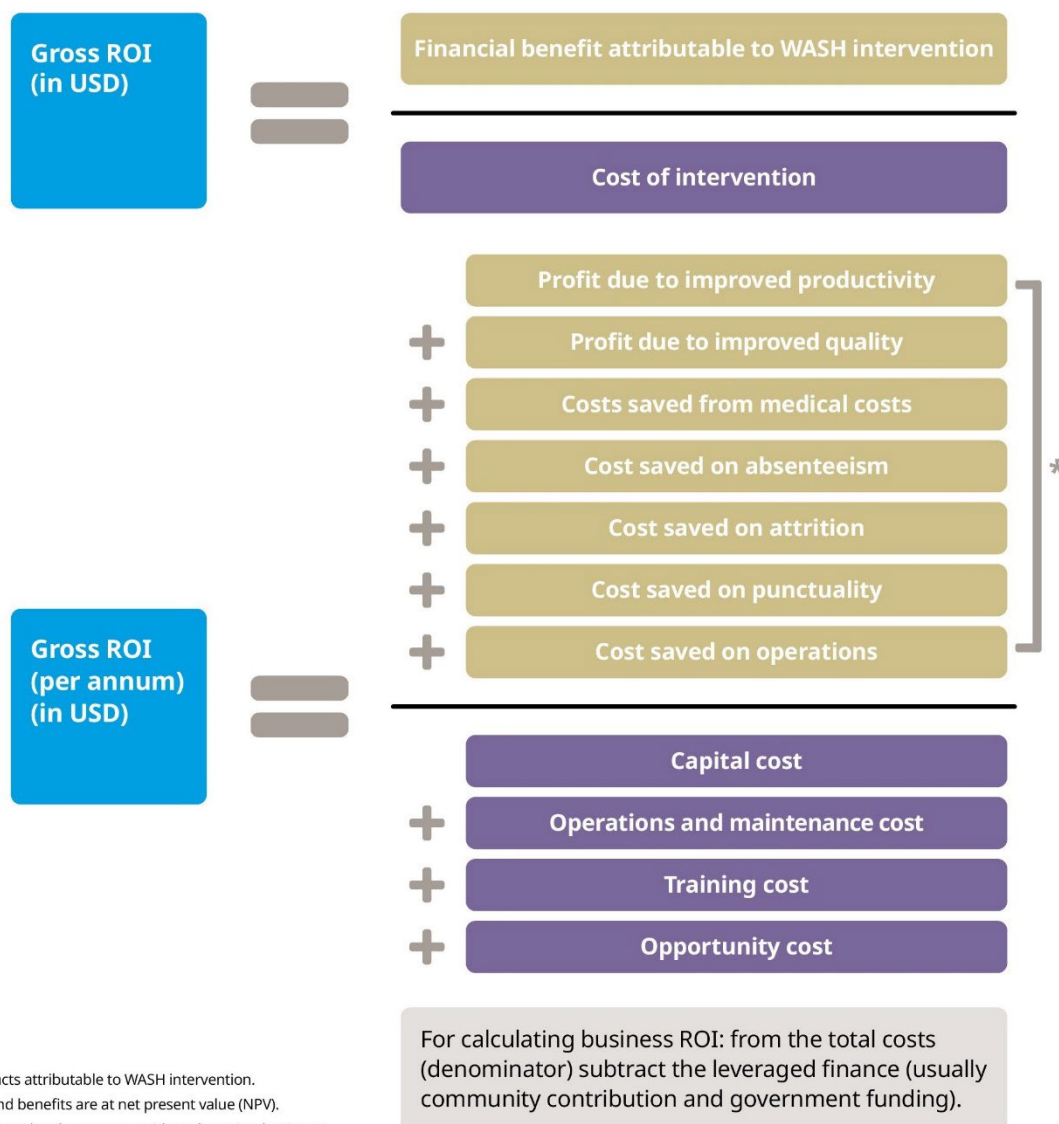 Gross ROI
(in USD)
Financial benefit attributable to WASH intervention
Cost of intervention
Profit due to improved productivity
+ Profit due to improved quality
+ Costs saved from medical costs
+ Cost saved on absenteeism
*
+ Cost saved on attrition
+ Cost saved on punctuality
+ Cost saved on operations
Gross ROI
(per annum)
(in USD)
Capital cost
+ Operations and maintenance cost
+ Training cost
+ Opportunity cost
For calculating business ROI: from the total costs
(denominator) subtract the leveraged finance (usually
community contribution and government funding).
cts attributable to WASH intervention.
nd benefits are at net present value (NPV).